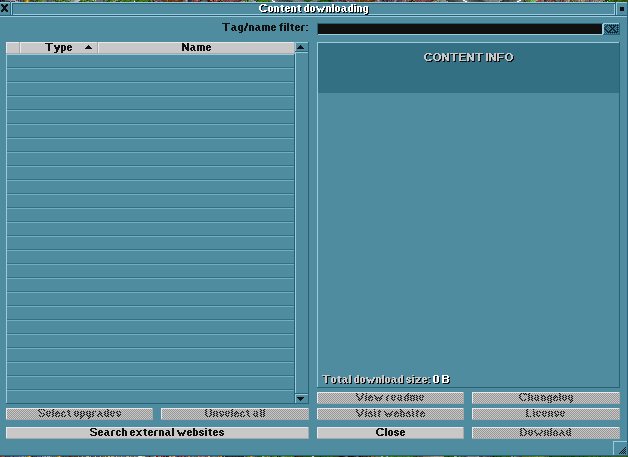 Content downloading
Tag/name filter:
Type Name
CONTENT INFO
Total download size: 0 B
View readme Changelog
Select upgrades Unselect all Visit website License
Search external websites Close Download